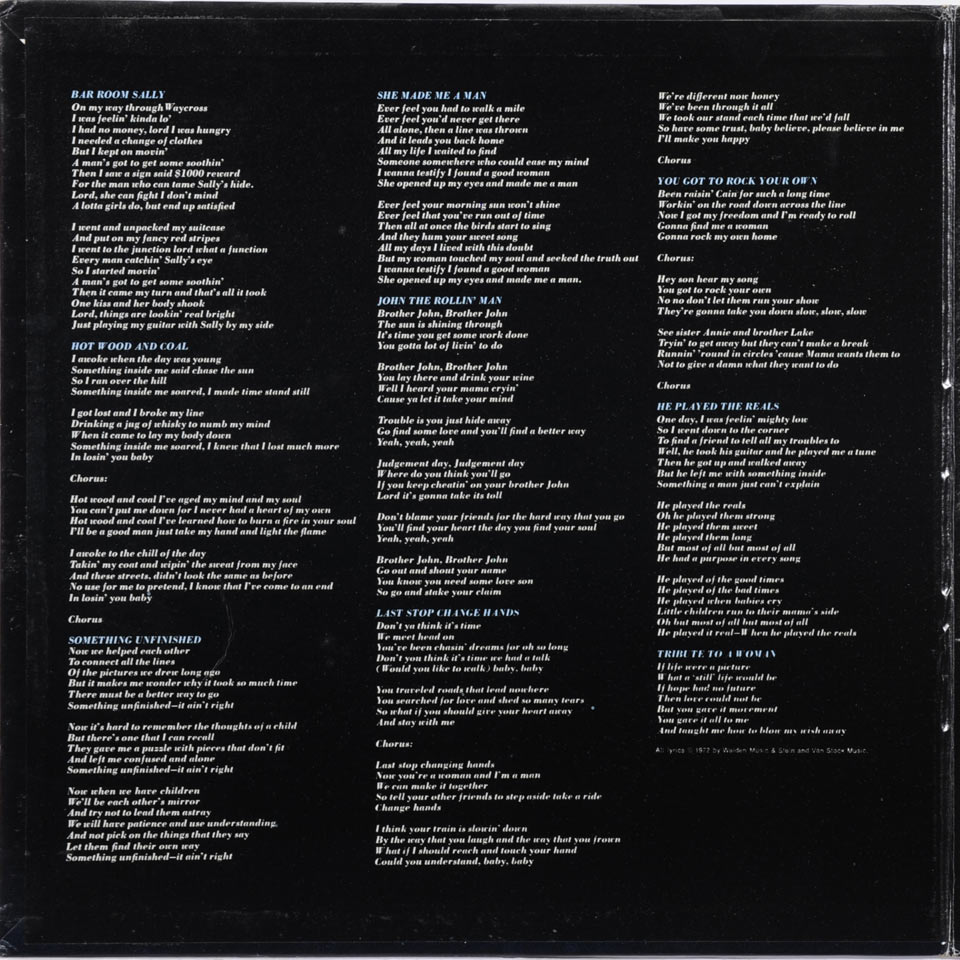 BAR ROOM SALLY
On my way through Waycross
I was feelin' kinda lo'
I had no money, lord I was hungry
I needed a change of clothes
But I kept on movin'
A man's got to get some soothin'
Then I saw a sign said $1000 reward
For the man who can tame Sally's hide.
Lord, she can fight I don't mind
A lotta girls do, but end up satisfied

I went and unpacked my suitcase
And put on my fancy red stripes
I went to the junction lord what a function
Every man catchin' Sally's eye
So I started movin'
A man's got to get some soothin'
Then it came my turn and that's all it took
One kiss and her body shook
Lord, things are lookin' real bright
Just playing my guitar with Sally by my side

HOT WOOD AND COAL
I awoke when the day was young
Something inside me said chase the sun
So I ran over the hill
Something inside me soared, I made time stand still

I got lost and I broke my line
Drinking a jug of whisky to numb my mind
When it came to lay my body down
Something inside me soared, I knew that I lost much more
In losin' you baby

Chorus:

Hot wood and coal I've aged my mind and my soul
You can't put me down for I never had a heart of my own
Hot wood and coal I've learned how to burn a fire in your soul
I'll be a good man just take my hand and light the flame

I awoke to the chill of the day
Takin' my coat and wipin' the sweat from my face
And these streets, didn't look the same as before
No use for me to pretend, I know that I've come to an end
In losin' you baby

Chorus

SOMETHING UNFINISHED
Now we helped each other
To connect all the lines
Of the pictures we drew long ago
But it makes me wonder why it took so much time
There must be a better way to go
Something unfinished—it ain't right

Now it's hard to remember the thoughts of a child
But there's one that I can recall
They gave me a puzzle with pieces that don't fit
And left me confused and alone
Something unfinished—it ain't right

Now when we have children
We'll be each other's mirror
And try not to lead them astray
We will have patience and use understanding,
And not pick on the things that they say
Let them find their own way
Something unfinished—it ain't right

SHE MADE ME A MAN
Ever feel you had to walk a mile
Ever feel you'd never get there
All alone, then a line was thrown
And it leads you back home
All my life I waited to find
Someone somewhere who could ease my mind
I wanna testify I found a good woman
She opened up my eyes and made me a man

Ever feel your morning sun won't shine
Ever feel that you've run out of time
Then all at once the birds start to sing
And they hum your sweet song
All my days I lived with this doubt
But my woman touched my soul and seeked the truth out
I wanna testify I found a good woman
She opened up my eyes and made me a man.

JOHN THE ROLLIN' MAN
Brother John, Brother John
The sun is shining through
It's time you get some work done
You gotta lot of livin' to do

Brother John, Brother John
You lay there and drink your wine
Well I heard your mama cryin'
Cause ya let it take your mind

Trouble is you just hide away
Go find some love and you'll find a better way
Yeah, yeah, yeah

Judgement day, Judgement day
Where do you think you'll go
If you keep cheatin' on your brother John
Lord it's gonna take its toll

Don't blame your friends for the hard way that you go
You'll find your heart the day you find your soul
Yeah, yeah, yeah

Brother John, Brother John
Go out and shout your name
You know you need some love son
So go and stake your claim

LAST STOP CHANGE HANDS
Don't ya think it's time
We meet head on
You've been chasin' dreams for oh so long
Don't you think it's time we had a talk
(Would you like to walk) baby, baby

You traveled roads that lead nowhere
You searched for love and shed so many tears
So what if you should give your heart away
And stay with me

Chorus:

Last stop changing hands
Now you're a woman and I'm a man
We can make it together
So tell your other friends to step aside take a ride
Change hands

I think your train is slowin' down
By the way that you laugh and the way that you frown
What if I should reach and touch your hand
Could you understand, baby, baby

We're different now honey
We've been through it all
We took our stand each time that we'd fall
So have some trust, baby believe, please believe in me
I'll make you happy

Chorus

YOU GOT TO ROCK YOUR OWN
Been raisin' Cain for such a long time
Workin' on the road down across the line
Now I got my freedom and I'm ready to roll
Gonna find me a woman
Gonna rock my own home

Chorus:

Hey son hear my song
You got to rock your own
No no don't let them run your show
They're gonna take you down slow, slow, slow

See sister Annie and brother Lake
Tryin' to get away but they can't make a break
Runnin' 'round in circles 'cause Mama wants them to
Not to give a damn what they want to do

Chorus

HE PLAYED THE REALS
One day, I was feelin' mighty low
So I went down to the corner
To find a friend to tell all my troubles to
Well, he took his guitar and he played me a tune
Then he got up and walked away
But he left me with something inside
Something a man just can't explain

He played the reals
Oh he played them strong
He played them sweet
He played them long
But most of all but most of all
He had a purpose in every song

He played of the good times
He played of the bad times
He played when babies cry
Little children run to their mama's side
Oh but most of all but most of all
He played it real—When he played the reals

TRIBUTE TO A WOMAN
If life were a picture
What a 'still' life would be
If hope had no future
Then love could not be
But you gave it movement
You gave it all to me
And taught me how to blow my wish away

All lyrics © 1972 by Walden Music & Stein and Van Stock Music.